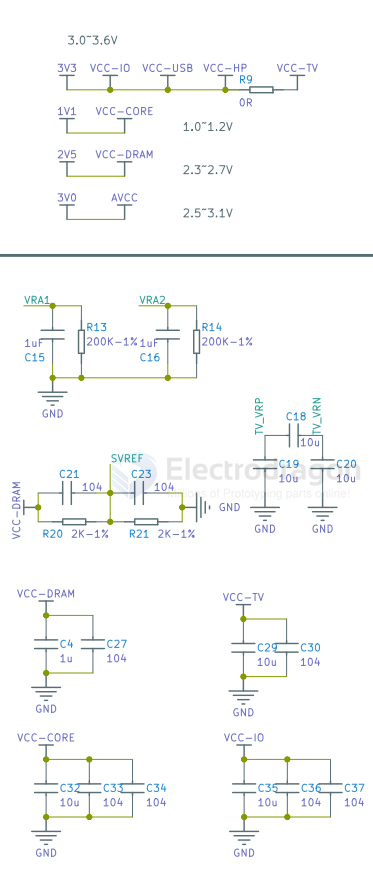 3.0~3.6V
3V3 VCC-IO VCC-USB VCC-HP VCC-TV
R9
0R
1V1 VCC-CORE
1.0~1.2V
2V5 VCC-DRAM
2.3~2.7V
3V0 AVCC
2.5~3.1V
VRA1 VRA2
R13 R14
1uF 200K-1% 1uF 200K-1%
C15 C16
GND
TV_VRP TV_VRN
C18
10u
SVREF
Electrodragon
C21 C23 C19 C20
104 104 10u 10u
of Prototyping parts online!
VCC-DRAM
GND
R20 2K-1% R21 2K-1%
GND GND
VCC-DRAM VCC-TV
C4 C27 C29 C30
1u 104 10u 104
GND GND
VCC-CORE VCC-IO
C32 C33 C34 C35 C36 C37
10u 104 104 10u 104 104
GND GND